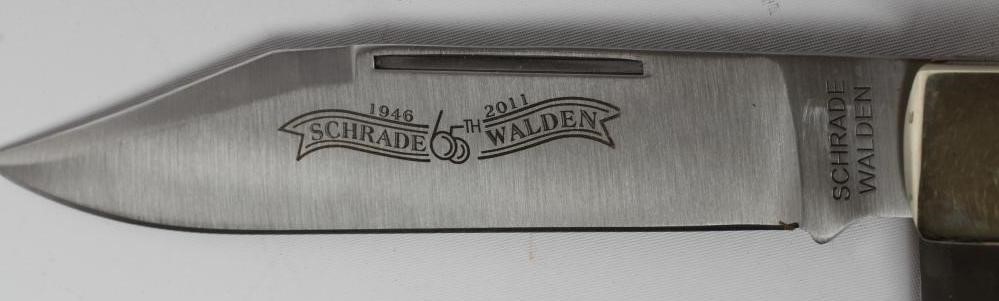 1946 2011
SCHRADE 65TH WALDEN
SCHRADE
WALDEN